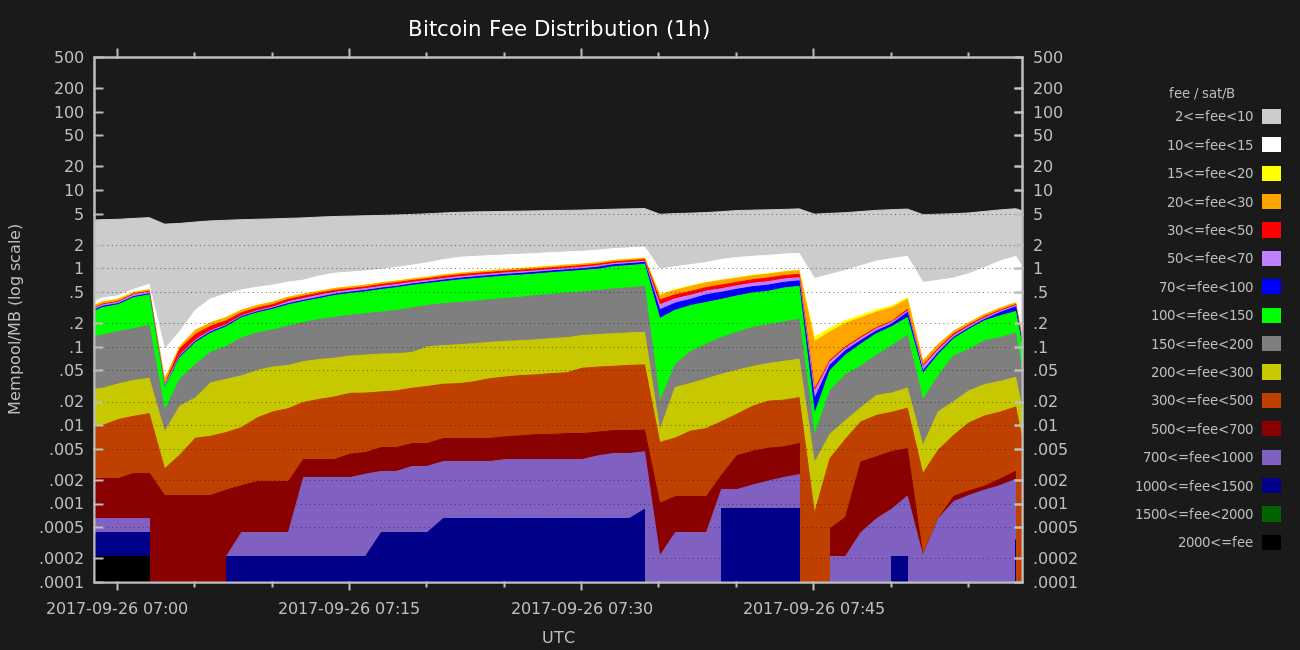 Bitcoin Fee Distribution (1h)
500 500
200 200
100 100
50 50
20 20
10 10
5 5
2 2
1 1
.5 .5
.2 .2
.1 .1
.05 .05
.02 .02
.01 .01
.005 .005
.002 .002
.001 .001
.0005 .0005
.0002 .0002
.0001 .0001
Mempool/MB (log scale)
2017-09-26 07:00 2017-09-26 07:15 2017-09-26 07:30 2017-09-26 07:45
UTC
fee / sat/B
2<=fee<10
10<=fee<15
15<=fee<20
20<=fee<30
30<=fee<50
50<=fee<70
70<=fee<100
100<=fee<150
150<=fee<200
200<=fee<300
300<=fee<500
500<=fee<700
700<=fee<1000
1000<=fee<1500
1500<=fee<2000
2000<=fee